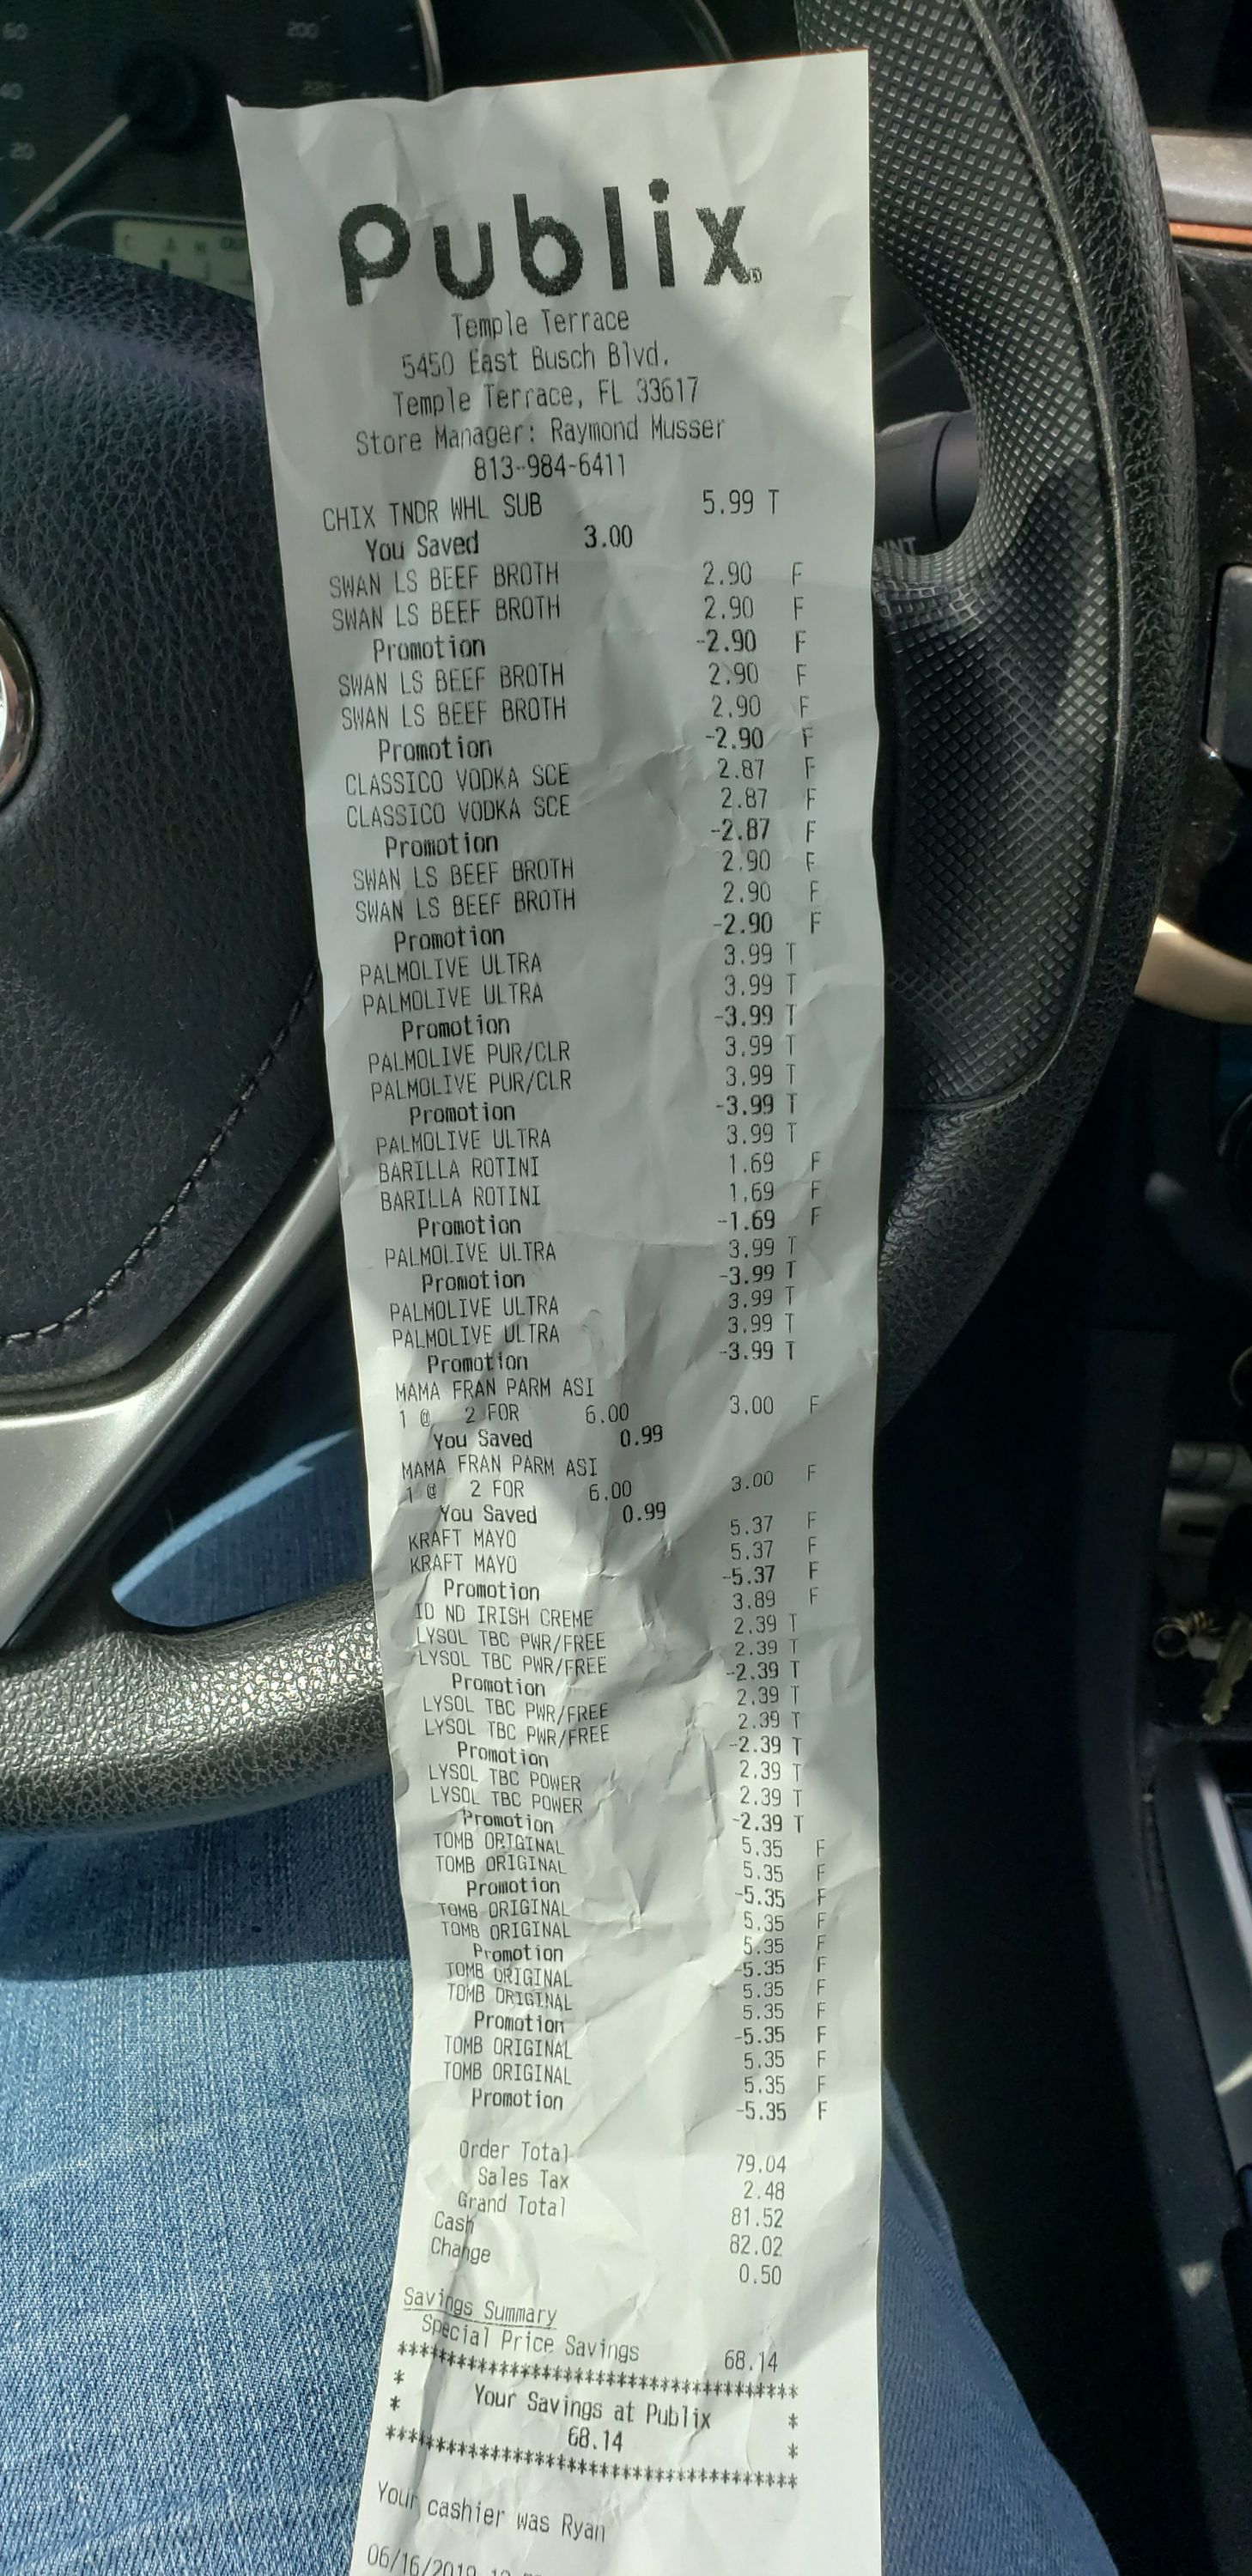 Publix
Temple Terrace
5450 East Busch Blvd.
Temple Terrace, FL 33617
Store Manager: Raymond Musser
813-984-6411
CHIX TNDR WHL SUB 5.99 T
You Saved 3.00
SWAN LS BEEF BROTH 2.90 F
SWAN LS BEEF BROTH 2.90 F
Promotion -2.90 F
SWAN LS BEEF BROTH 2.90 F
SWAN LS BEEF BROTH 2.90 F
Promotion -2.90 F
CLASSICO VODKA SCE 2.87 F
CLASSICO VODKA SCE 2.87 F
Promotion -2.87 F
SWAN LS BEEF BROTH 2.90 F
SWAN LS BEEF BROTH 2.90 F
Promotion -2.90 F
PALMOLIVE ULTRA 3.99 T
PALMOLIVE ULTRA 3.99 T
Promotion -3.99 T
PALMOLIVE PUR/CLR 3.99 T
PALMOLIVE PUR/CLR 3.99 T
Promotion -3.99 T
PALMOLIVE ULTRA 3.99 T
BARILLA ROTINI 1.69 F
BARILLA ROTINI 1.69 F
Promotion -1.69 F
PALMOLIVE ULTRA 3.99 T
Promotion -3.99 T
PALMOLIVE ULTRA 3.99 T
PALMOLIVE ULTRA 3.99 T
Promotion -3.99 T
MAMA FRAN PARM ASI
1 @ 2 FOR 6.00 3.00 F
You Saved 0.99
MAMA FRAN PARM ASI
1 @ 2 FOR 6.00 3.00 F
You Saved 0.99
KRAFT MAYO 5.37 F
KRAFT MAYO 5.37 F
Promotion -5.37 F
ID ND IRISH CREME 3.89 F
LYSOL TBC PWR/FREE 2.39 T
LYSOL TBC PWR/FREE 2.39 T
Promotion -2.39 T
LYSOL TBC PWR/FREE 2.39 T
LYSOL TBC PWR/FREE 2.39 T
Promotion -2.39 T
LYSOL TBC POWER 2.39 T
LYSOL TBC POWER 2.39 T
Promotion -2.39 T
TOMB ORIGINAL 5.35 F
TOMB ORIGINAL 5.35 F
Promotion -5.35 F
TOMB ORIGINAL 5.35 F
TOMB ORIGINAL 5.35 F
Promotion -5.35 F
TOMB ORIGINAL 5.35 F
TOMB ORIGINAL 5.35 F
Promotion -5.35 F
TOMB ORIGINAL 5.35 F
TOMB ORIGINAL 5.35 F
Promotion -5.35 F
Order Total 79.04
Sales Tax 2.48
Grand Total 81.52
Cash 82.02
Change 0.50
Savings Summary
Special Price Savings 68.14
****************************************
* Your Savings at Publix *
* 68.14 *
****************************************
Your cashier was Ryan
06/16/2019